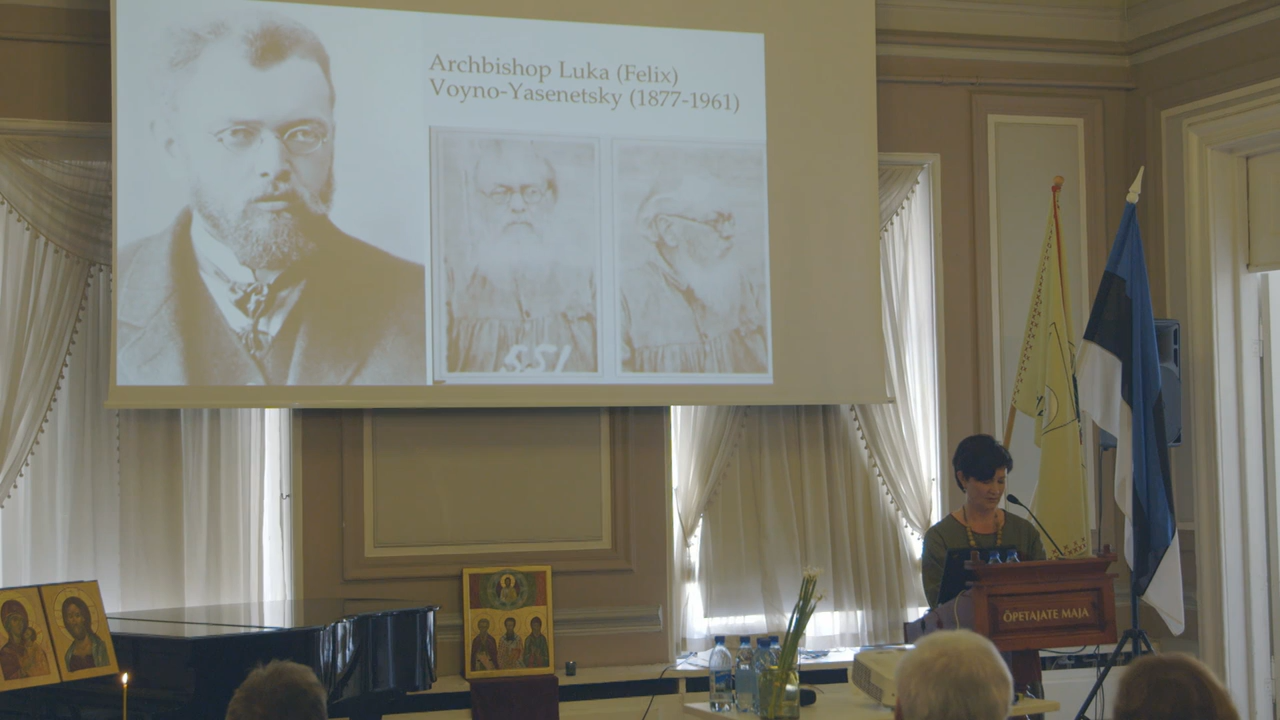 Archbishop Luka (Felix)
Voyno-Yasenetsky (1877-1961)
551
ÕPETAJATE MAJA